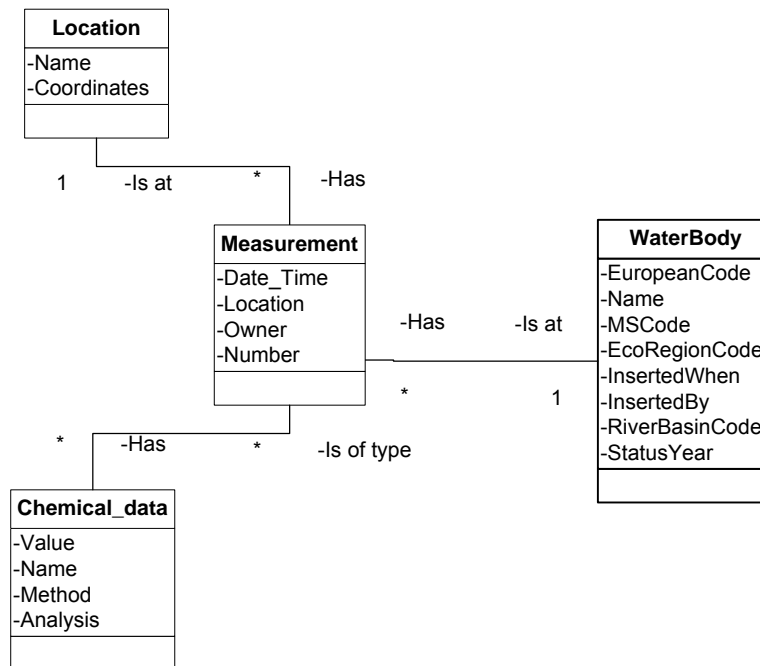 Location
-Name
-Coordinates
1
-Is at
*
-Has
Measurement
-Date_Time
-Location
-Owner
-Number
WaterBody
-EuropeanCode
-Name
-MSCode
-EcoRegionCode
-InsertedWhen
-InsertedBy
-RiverBasinCode
-StatusYear
-Has
-Is at
*
1
*
-Has
*
-Is of type
Chemical_data
-Value
-Name
-Method
-Analysis